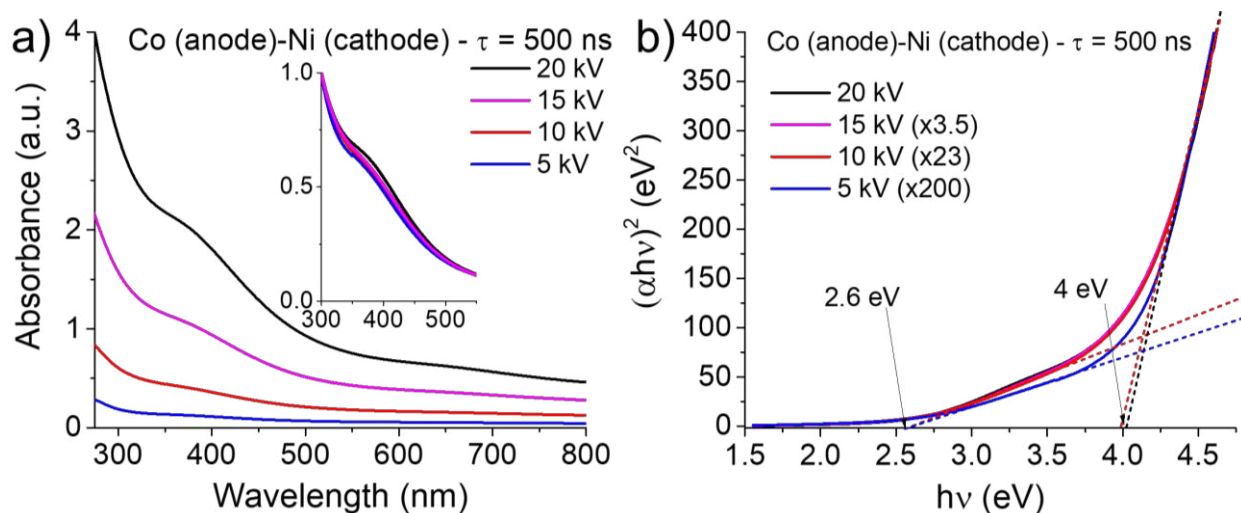 a)
Co (anode)-Ni (cathode) - τ = 500 ns
20 kV
15 kV
10 kV
5 kV
Absorbance (a.u.)
4
3
2
1
0
300 400 500 600 700 800
Wavelength (nm)
1.0
0.5
0.0
300 400 500
b)
Co (anode)-Ni (cathode) - τ = 500 ns
20 kV
15 kV (x3.5)
10 kV (x23)
5 kV (x200)
2.6 eV
4 eV
(αhν)² (eV²)
400
350
300
250
200
150
100
50
0
1.5 2.0 2.5 3.0 3.5 4.0 4.5
hν (eV)